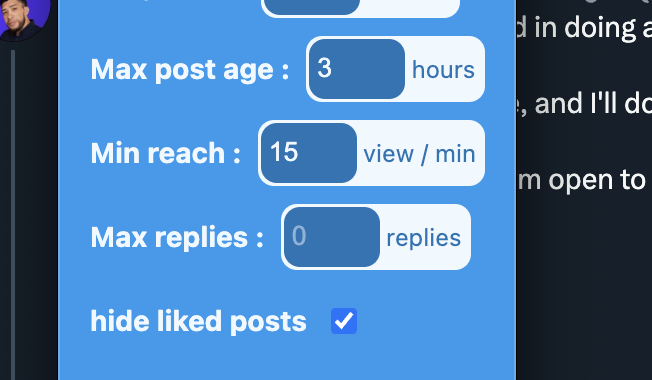 d in doing a
Max post age : 3 hours
, and I'll do
Min reach : 15 view / min
m open to
Max replies : 0 replies
hide liked posts